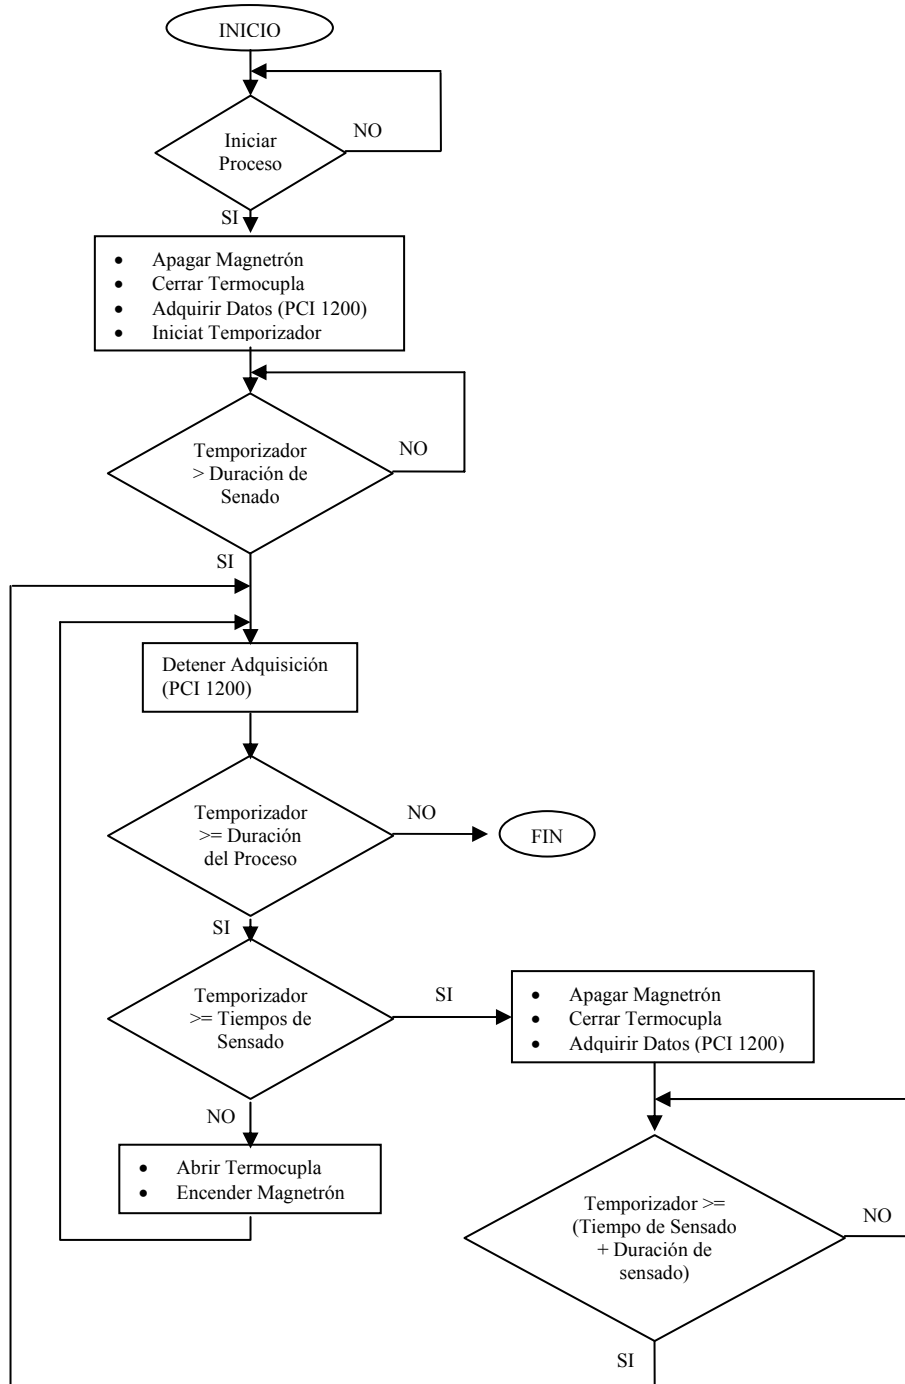 INICIO
Iniciar
Proceso
NO
SI
• Apagar Magnetrón
• Cerrar Termocupla
• Adquirir Datos (PCI 1200)
• Iniciat Temporizador
Temporizador
> Duración de
Senado
NO
SI
Detener Adquisición
(PCI 1200)
Temporizador
>= Duración
del Proceso
NO
FIN
SI
Temporizador
>= Tiempos de
Sensado
SI
• Apagar Magnetrón
• Cerrar Termocupla
• Adquirir Datos (PCI 1200)
NO
• Abrir Termocupla
• Encender Magnetrón
Temporizador >=
(Tiempo de Sensado
+ Duración de
sensado)
NO
SI